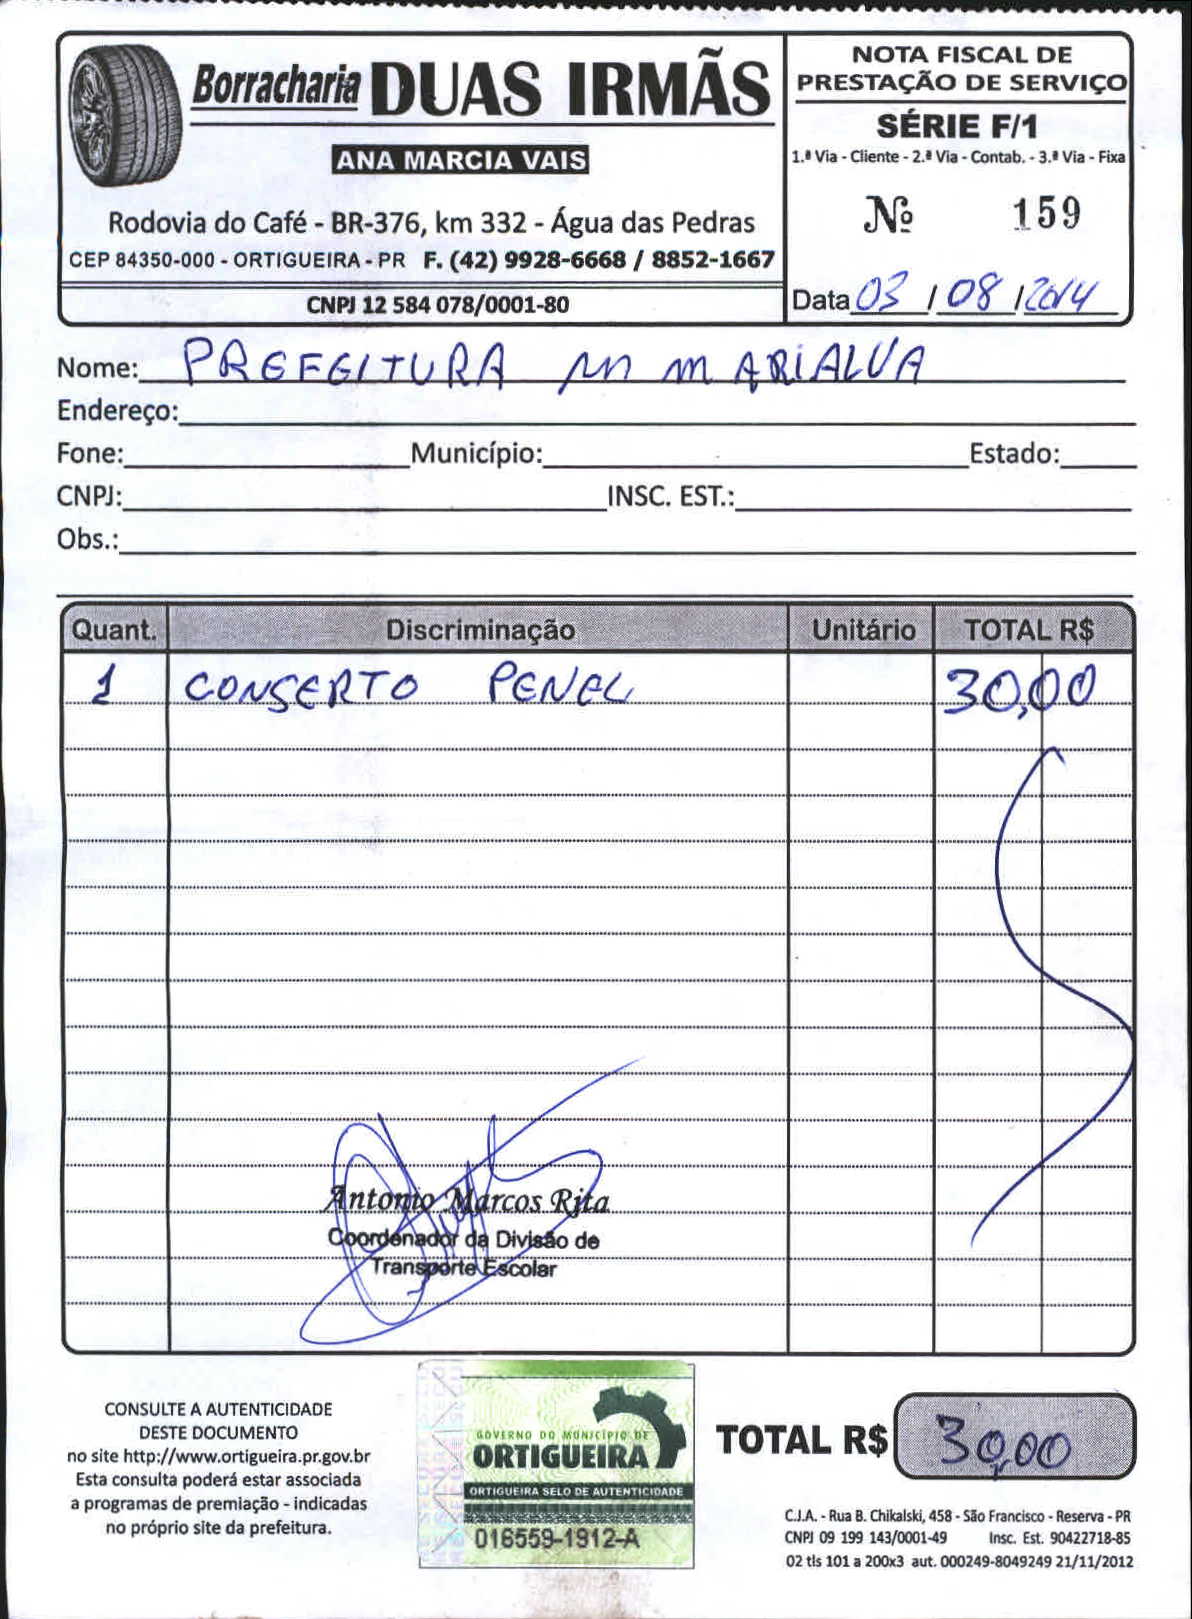 Borracharia DUAS IRMÃS
ANA MARCIA VAIS
Rodovia do Café - BR-376, km 332 - Água das Pedras
CEP 84350-000 - ORTIGUEIRA - PR F. (42) 9928-6668 / 8852-1667
CNPJ 12 584 078/0001-80
NOTA FISCAL DE
PRESTAÇÃO DE SERVIÇO
SÉRIE F/1
1.ª Via - Cliente - 2.ª Via - Contab. - 3.ª Via - Fixa
Nº 159
Data 03 / 08 / 2014
Nome: PREFEITURA M MARIALVA
Endereço:
Fone: Município: Estado:
CNPJ: INSC. EST.:
Obs.:
Quant. Discriminação Unitário TOTAL R$
1 CONSERTO PENEL 30,00
Antonio Marcos Rita
Coordenador da Divisão de
Transporte Escolar
CONSULTE A AUTENTICIDADE
DESTE DOCUMENTO
no site http://www.ortigueira.pr.gov.br
Esta consulta poderá estar associada
a programas de premiação - indicadas
no próprio site da prefeitura.
GOVERNO DO MUNICÍPIO DE
ORTIGUEIRA
ORTIGUEIRA SELO DE AUTENTICIDADE
016559-1912-A
TOTAL R$ 30,00
C.J.A. - Rua B. Chikalski, 458 - São Francisco - Reserva - PR
CNPJ 09 199 143/0001-49 Insc. Est. 90422718-85
02 tls 101 a 200x3 aut. 000249-8049249 21/11/2012